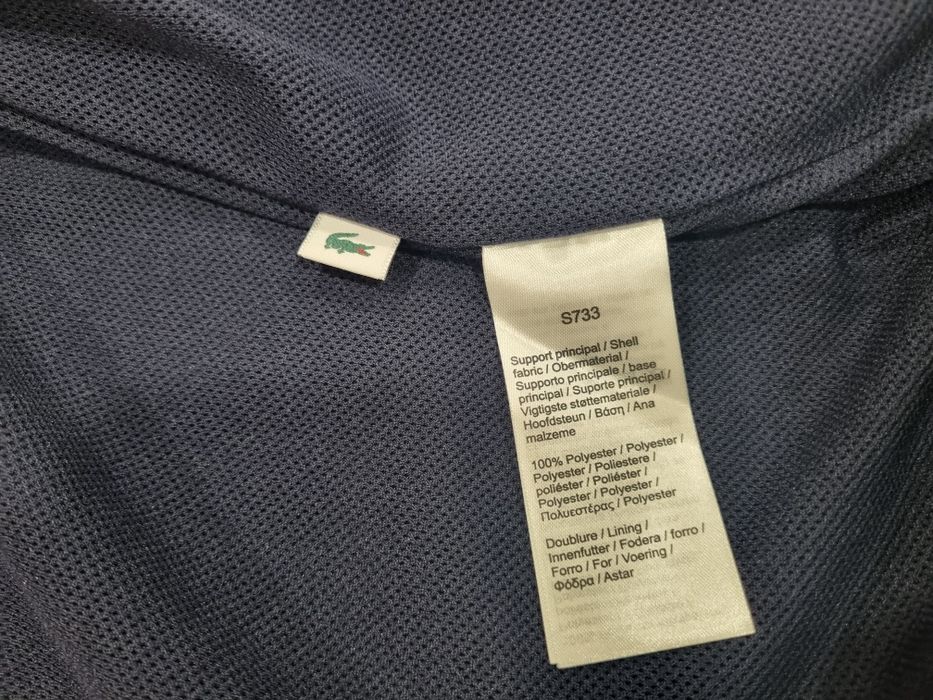 S733
Support principal / Shell
fabric / Obermaterial /
Supporto principale / base
principal / Suporte principal /
Vigtigste støttemateriale /
Hoofdsteun / Βάση / Ana
malzeme
100% Polyester / Polyester /
Polyester / Poliestere /
poliéster / Poliéster /
Polyester / Polyester /
Πολυεστέρας / Polyester
Doublure / Lining /
Innenfutter / Fodera / forro /
Forro / For / Voering /
Φόδρα / Astar